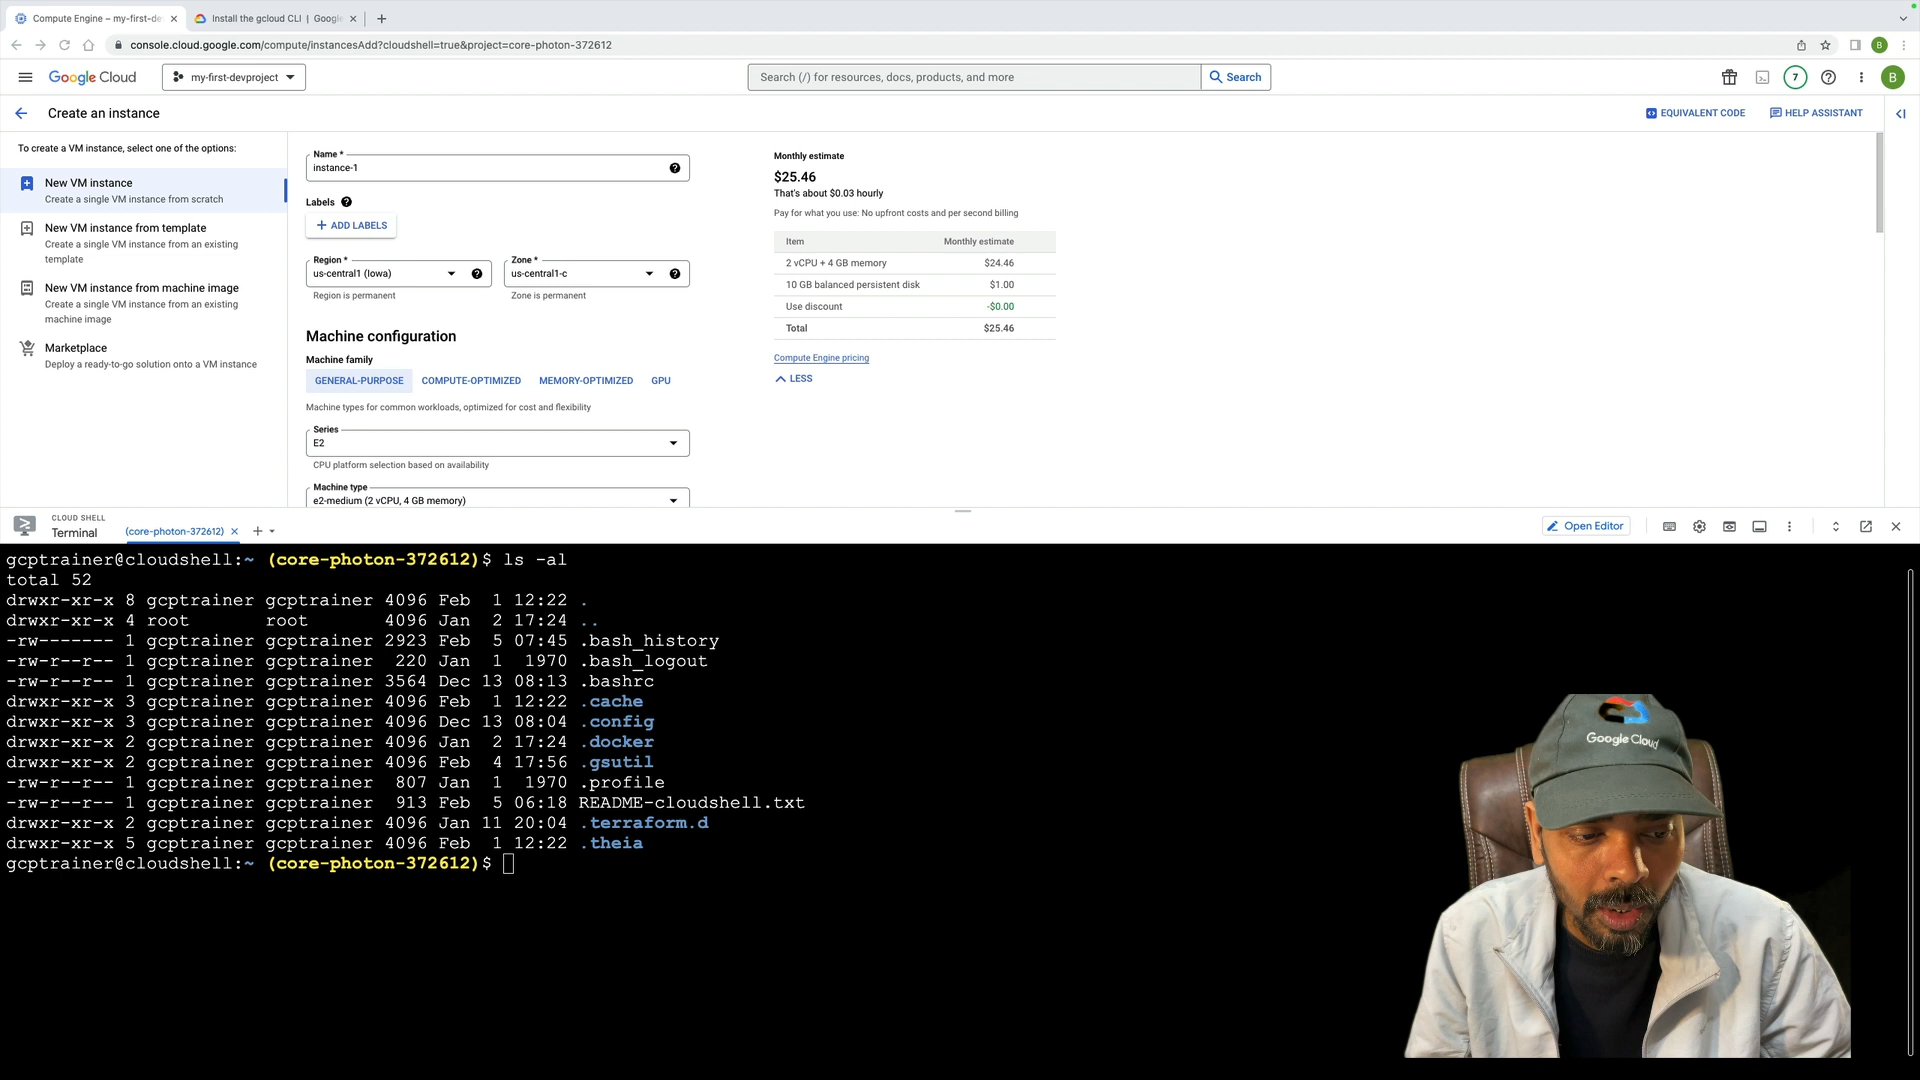 Compute Engine – my-first-dev
Install the gcloud CLI | Google
console.cloud.google.com/compute/instancesAdd?cloudshell=true&project=core-photon-372612
B
Google Cloud
my-first-devproject
Search (/) for resources, docs, products, and more
Search
7
B
Create an instance
EQUIVALENT CODE
HELP ASSISTANT
To create a VM instance, select one of the options:
New VM instance
Create a single VM instance from scratch
New VM instance from template
Create a single VM instance from an existing
template
New VM instance from machine image
Create a single VM instance from an existing
machine image
Marketplace
Deploy a ready-to-go solution onto a VM instance
Name *
instance-1
Labels
+ ADD LABELS
Region *
us-central1 (Iowa)
Region is permanent
Zone *
us-central1-c
Zone is permanent
Machine configuration
Machine family
GENERAL-PURPOSE COMPUTE-OPTIMIZED MEMORY-OPTIMIZED GPU
Machine types for common workloads, optimized for cost and flexibility
Series
E2
CPU platform selection based on availability
Machine type
e2-medium (2 vCPU, 4 GB memory)
Monthly estimate
$25.46
That's about $0.03 hourly
Pay for what you use: No upfront costs and per second billing
Item Monthly estimate
2 vCPU + 4 GB memory $24.46
10 GB balanced persistent disk $1.00
Use discount -$0.00
Total $25.46
Compute Engine pricing
LESS
CLOUD SHELL
Terminal
(core-photon-372612)
Open Editor
gcptrainer@cloudshell:~ (core-photon-372612)$ ls -al
total 52
drwxr-xr-x 8 gcptrainer gcptrainer 4096 Feb  1 12:22 .
drwxr-xr-x 4 root       root       4096 Jan  2 17:24 ..
-rw------- 1 gcptrainer gcptrainer 2923 Feb  5 07:45 .bash_history
-rw-r--r-- 1 gcptrainer gcptrainer  220 Jan  1  1970 .bash_logout
-rw-r--r-- 1 gcptrainer gcptrainer 3564 Dec 13 08:13 .bashrc
drwxr-xr-x 3 gcptrainer gcptrainer 4096 Feb  1 12:22 .cache
drwxr-xr-x 3 gcptrainer gcptrainer 4096 Dec 13 08:04 .config
drwxr-xr-x 2 gcptrainer gcptrainer 4096 Jan  2 17:24 .docker
drwxr-xr-x 2 gcptrainer gcptrainer 4096 Feb  4 17:56 .gsutil
-rw-r--r-- 1 gcptrainer gcptrainer  807 Jan  1  1970 .profile
-rw-r--r-- 1 gcptrainer gcptrainer  913 Feb  5 06:18 README-cloudshell.txt
drwxr-xr-x 2 gcptrainer gcptrainer 4096 Jan 11 20:04 .terraform.d
drwxr-xr-x 5 gcptrainer gcptrainer 4096 Feb  1 12:22 .theia
gcptrainer@cloudshell:~ (core-photon-372612)$
Google Cloud